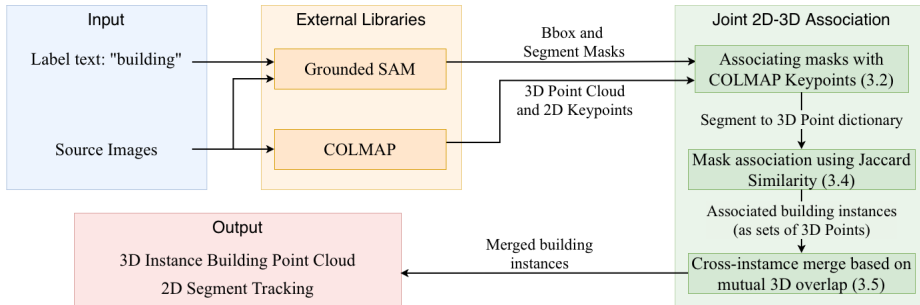 Input
Label text: "building"
Source Images
External Libraries
Grounded SAM
COLMAP
Bbox and
Segment Masks
3D Point Cloud
and 2D Keypoints
Joint 2D-3D Association
Associating masks with
COLMAP Keypoints (3.2)
Segment to 3D Point dictionary
Mask association using Jaccard
Similarity (3.4)
Associated building instances
(as sets of 3D Points)
Cross-instamce merge based on
mutual 3D overlap (3.5)
Merged building
instances
Output
3D Instance Building Point Cloud
2D Segment Tracking